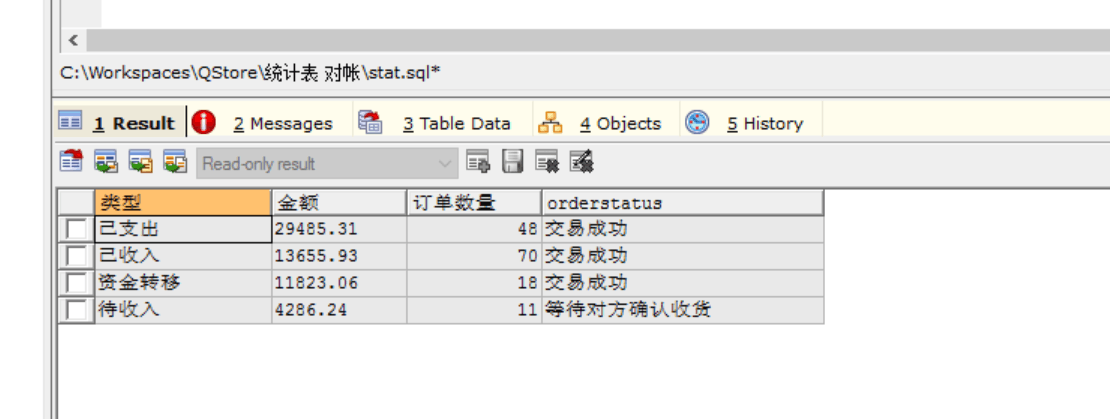 C:\Workspaces\QStore\统计表 对帐\stat.sql*
1 Result 2 Messages 3 Table Data 4 Objects 5 History
Read-only result
类型 金额 订单数量 orderstatus
已支出 29485.31 48 交易成功
已收入 13655.93 70 交易成功
资金转移 11823.06 18 交易成功
待收入 4286.24 11 等待对方确认收货